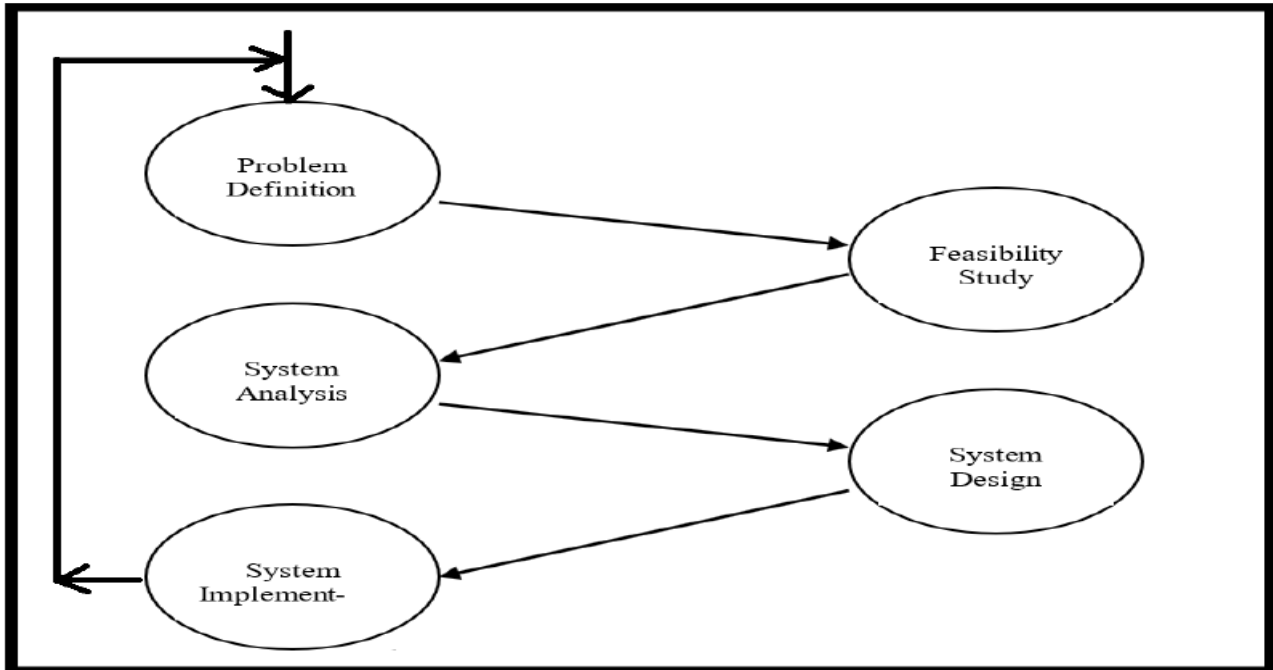 Problem
Definition
Feasibility
Study
System
Analysis
System
Design
System
Implement-